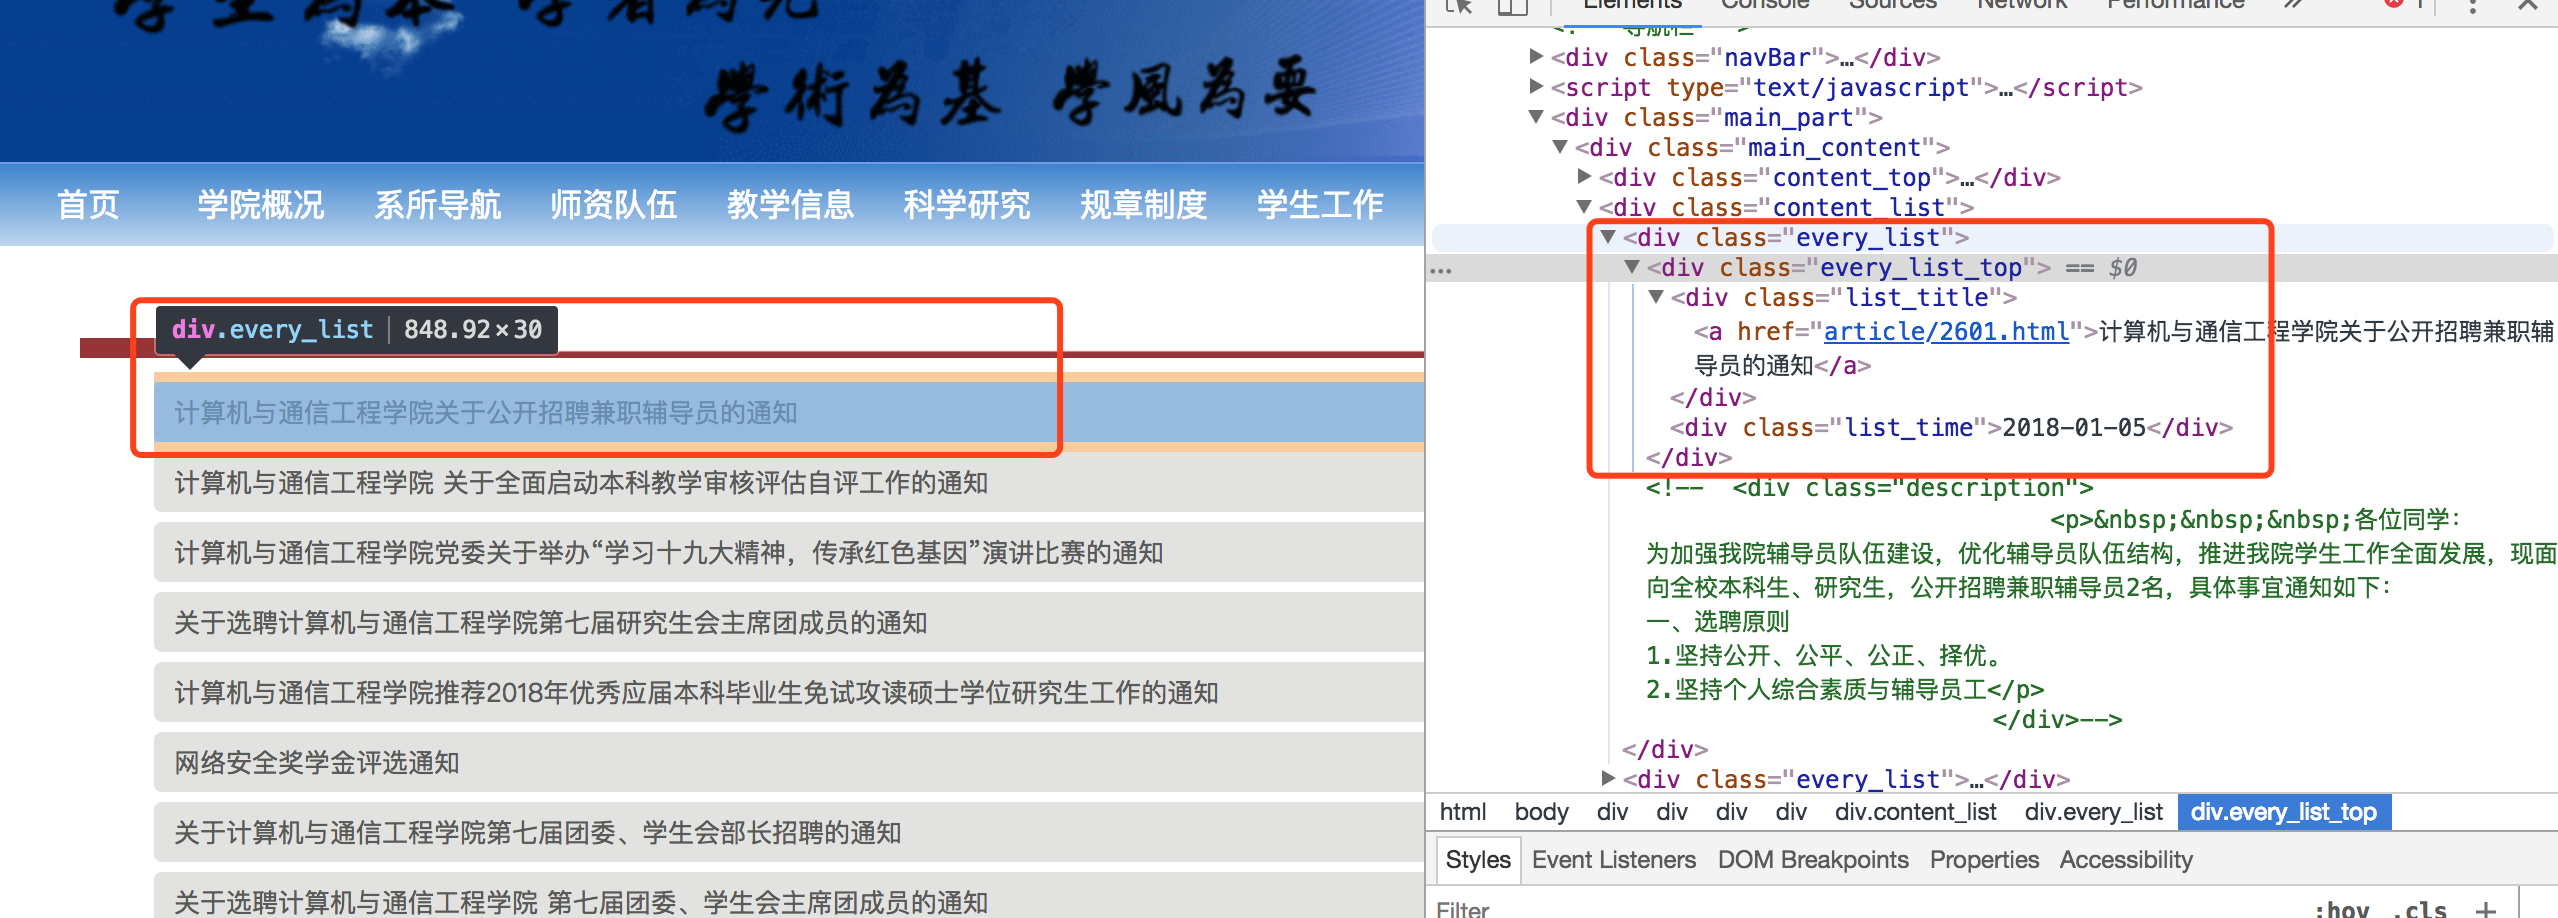 學術為基 學風為要
首页 学院概况 系所导航 师资队伍 教学信息 科学研究 规章制度 学生工作
div.every_list 848.92×30
计算机与通信工程学院关于公开招聘兼职辅导员的通知
计算机与通信工程学院 关于全面启动本科教学审核评估自评工作的通知
计算机与通信工程学院党委关于举办“学习十九大精神，传承红色基因”演讲比赛的通知
关于选聘计算机与通信工程学院第七届研究生会主席团成员的通知
计算机与通信工程学院推荐2018年优秀应届本科毕业生免试攻读硕士学位研究生工作的通知
网络安全奖学金评选通知
关于计算机与通信工程学院第七届团委、学生会部长招聘的通知
关于选聘计算机与通信工程学院 第七届团委、学生会主席团成员的通知
Elements Console Sources Network Performance » 1
<div class="navBar">…</div>
<script type="text/javascript">…</script>
<div class="main_part">
<div class="main_content">
<div class="content_top">…</div>
<div class="content_list">
<div class="every_list">
… <div class="every_list_top"> == $0
<div class="list_title">
<a href="article/2601.html">计算机与通信工程学院关于公开招聘兼职辅
导员的通知</a>
</div>
<div class="list_time">2018-01-05</div>
</div>
<!-- <div class="description">
<p>&nbsp;&nbsp;&nbsp;各位同学：
为加强我院辅导员队伍建设，优化辅导员队伍结构，推进我院学生工作全面发展，现面
向全校本科生、研究生，公开招聘兼职辅导员2名，具体事宜通知如下：
一、选聘原则
1.坚持公开、公平、公正、择优。
2.坚持个人综合素质与辅导员工</p>
</div>-->
</div>
<div class="every_list">…</div>
html body div div div div div.content_list div.every_list div.every_list_top
Styles Event Listeners DOM Breakpoints Properties Accessibility
Filter :hov .cls +